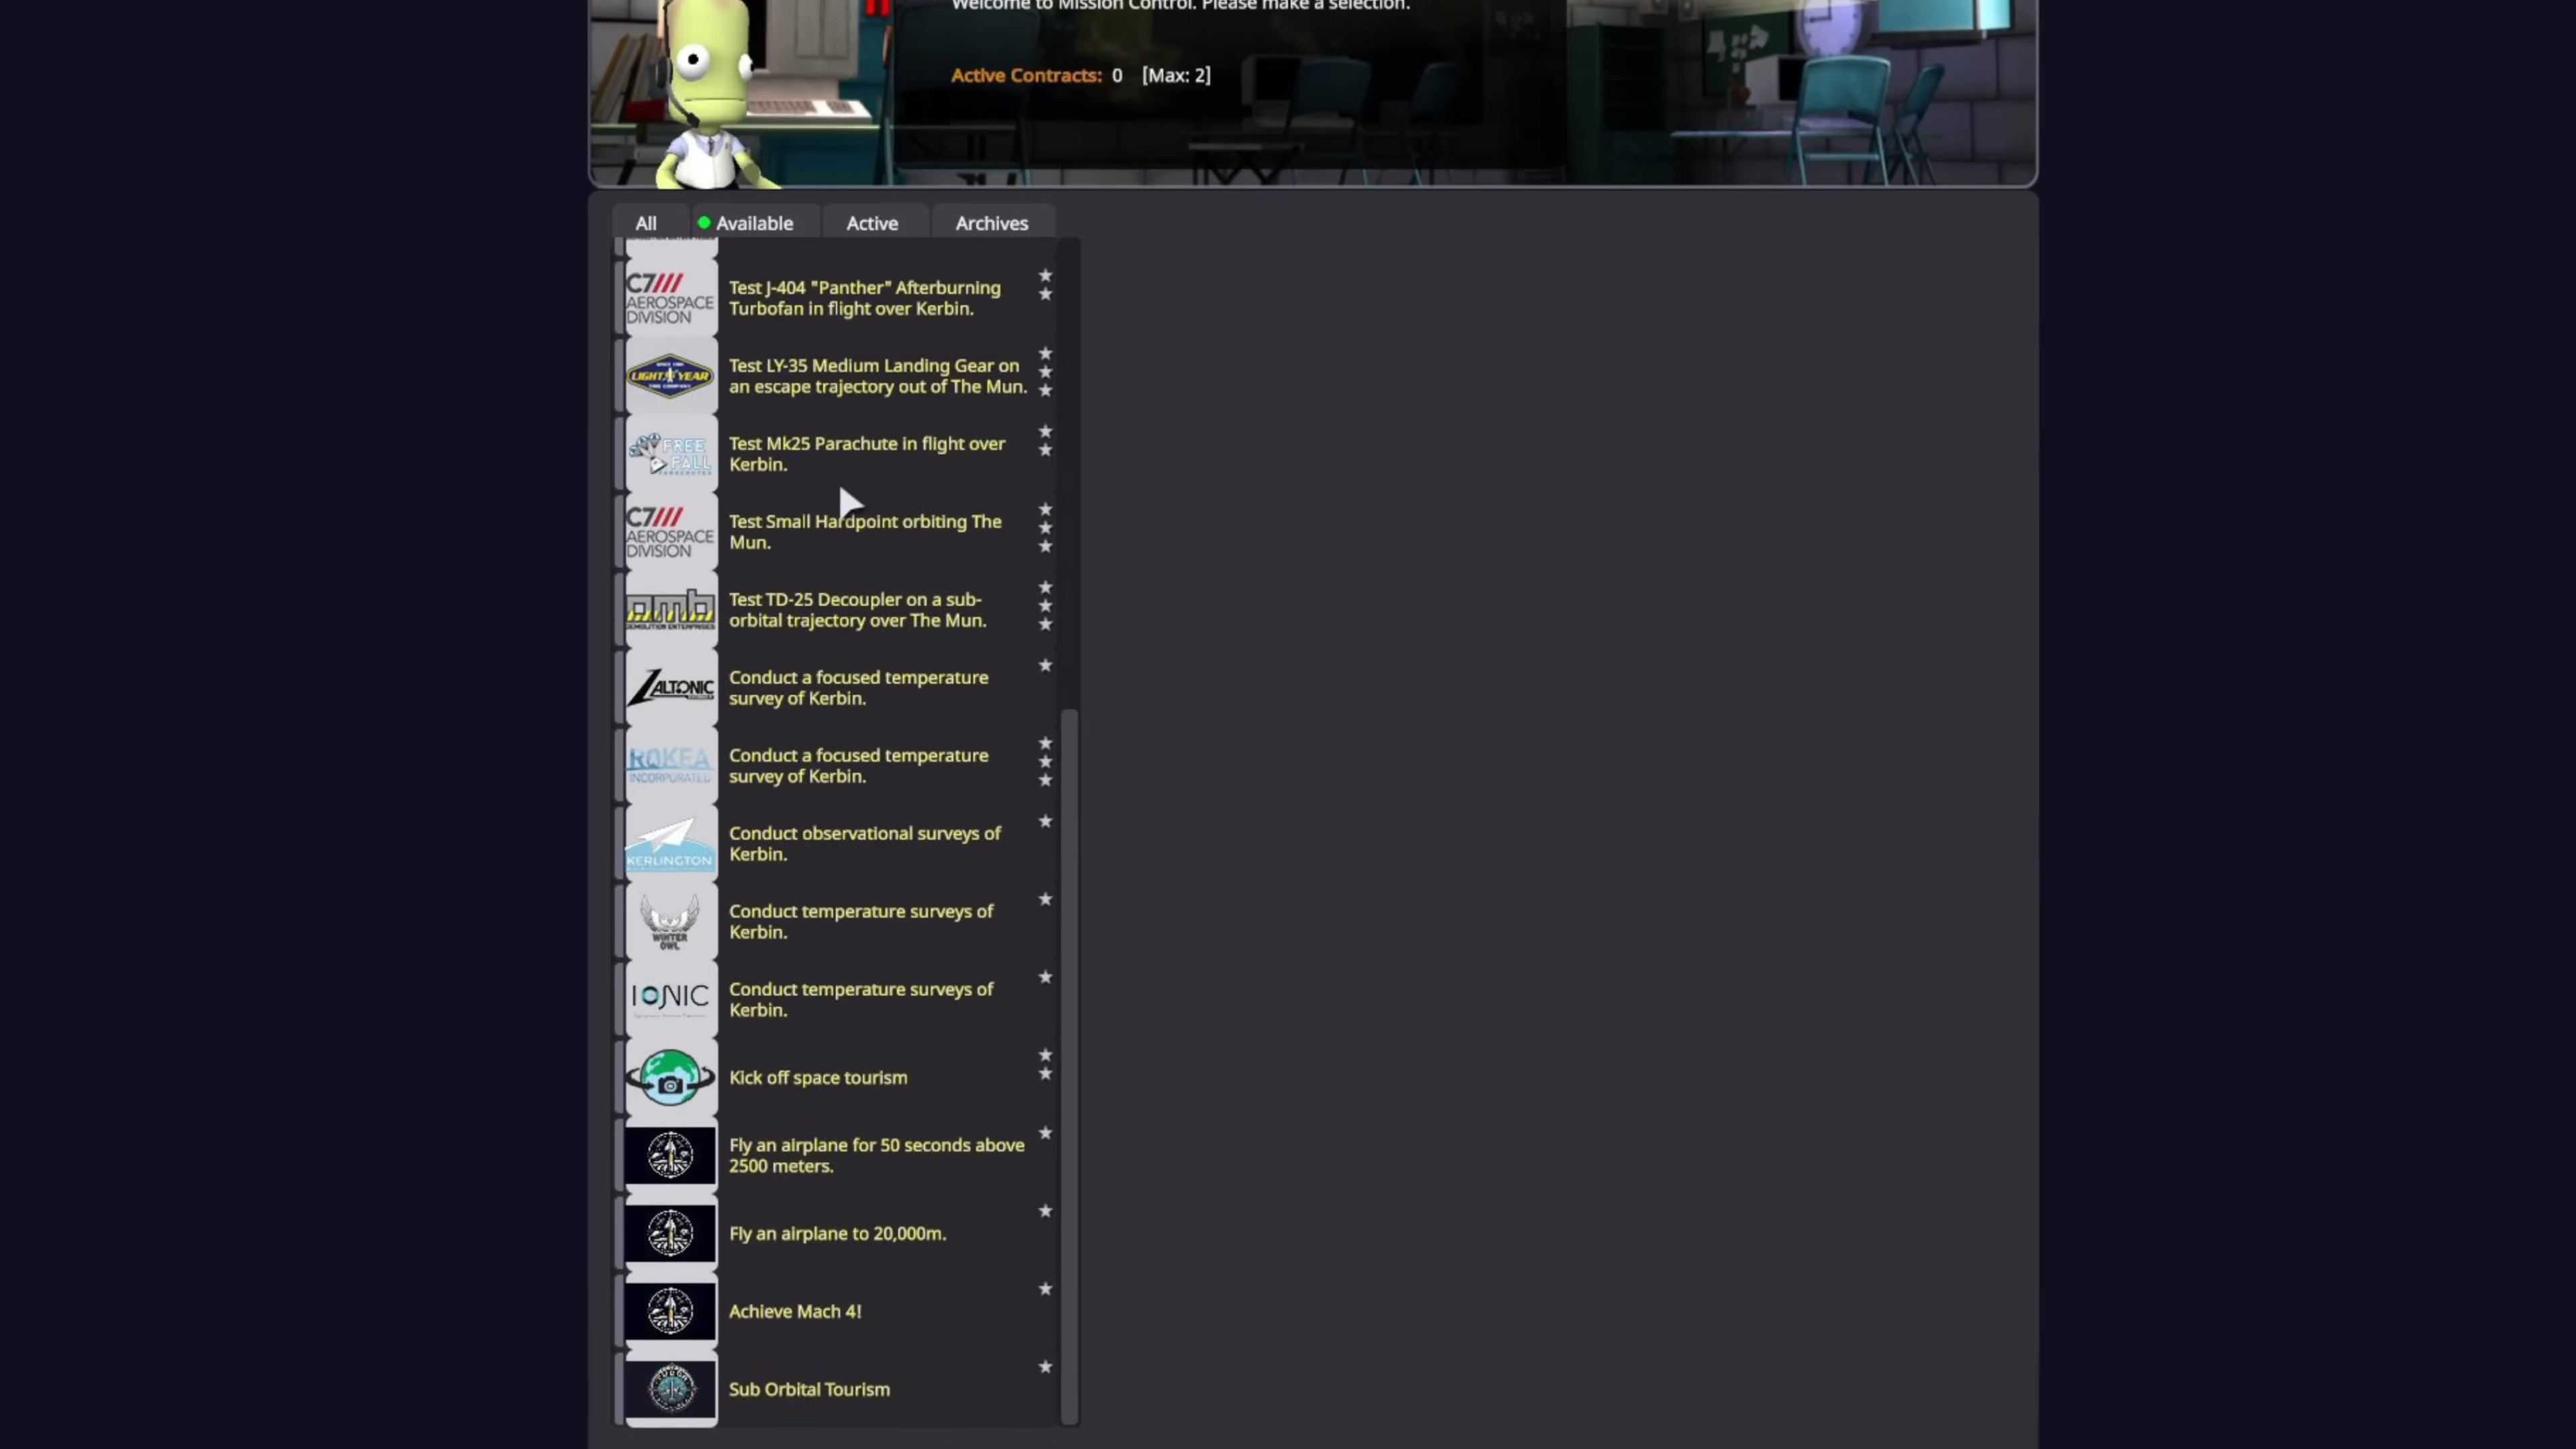 Welcome to Mission Control. Please make a selection.
Active Contracts: 0 [Max: 2]
All
Available
Active
Archives
C7///
AEROSPACE
DIVISION
Test J-404 "Panther" Afterburning
Turbofan in flight over Kerbin.
LIGHT YEAR
Test LY-35 Medium Landing Gear on
an escape trajectory out of The Mun.
FREE
FALL
PARACHUTES
Test Mk25 Parachute in flight over
Kerbin.
C7///
AEROSPACE
DIVISION
Test Small Hardpoint orbiting The
Mun.
OMB
DEMOLITION ENTERPRISES
Test TD-25 Decoupler on a sub-
orbital trajectory over The Mun.
ZALTONIC
Conduct a focused temperature
survey of Kerbin.
ROKEA
INCORPORATED
Conduct a focused temperature
survey of Kerbin.
KERLINGTON
Conduct observational surveys of
Kerbin.
WINTER
OWL
Conduct temperature surveys of
Kerbin.
IONIC
Conduct temperature surveys of
Kerbin.
Kick off space tourism
Fly an airplane for 50 seconds above
2500 meters.
Fly an airplane to 20,000m.
Achieve Mach 4!
Sub Orbital Tourism